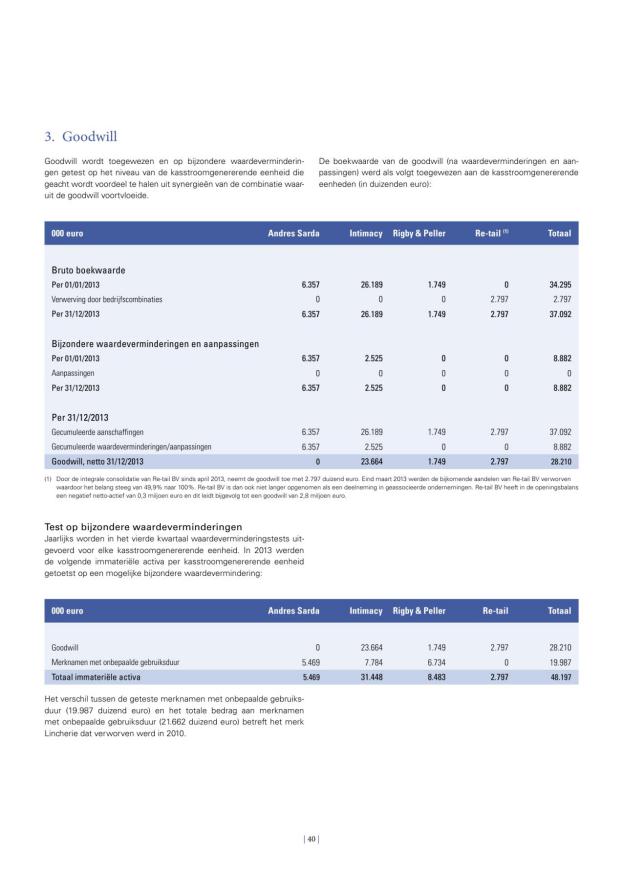 3. Goodwill
Goodwill wordt toegewezen en op bijzondere waardeverminderin-
gen getest op het niveau van de kasstroomgenererende eenheid die
geacht wordt voordeel te halen uit synergieën van de combinatie waar-
uit de goodwill voortvloeide.
De boekwaarde van de goodwill (na waardeverminderingen en aan-
passingen) werd als volgt toegewezen aan de kasstroomgenererende
eenheden (in duizenden euro):
000 euro Andres Sarda Intimacy Rigby & Peller Re-tail (1) Totaal
Bruto boekwaarde
Per 01/01/2013 6.357 26.189 1.749 0 34.295
Verwerving door bedrijfscombinaties 0 0 0 2.797 2.797
Per 31/12/2013 6.357 26.189 1.749 2.797 37.092
Bijzondere waardeverminderingen en aanpassingen
Per 01/01/2013 6.357 2.525 0 0 8.882
Aanpassingen 0 0 0 0 0
Per 31/12/2013 6.357 2.525 0 0 8.882
Per 31/12/2013
Gecumuleerde aanschaffingen 6.357 26.189 1.749 2.797 37.092
Gecumuleerde waardeverminderingen/aanpassingen 6.357 2.525 0 0 8.882
Goodwill, netto 31/12/2013 0 23.664 1.749 2.797 28.210
(1) Door de integrale consolidatie van Re-tail BV sinds april 2013, neemt de goodwill toe met 2.797 duizend euro. Eind maart 2013 werden de bijkomende aandelen van Re-tail BV verworven
waardoor het belang steeg van 49,9% naar 100%. Re-tail BV is dan ook niet langer opgenomen als een deelneming in geassocieerde ondernemingen. Re-tail BV heeft in de openingsbalans
een negatief netto-actief van 0,3 miljoen euro en dit leidt bijgevolg tot een goodwill van 2,8 miljoen euro.
Test op bijzondere waardeverminderingen
Jaarlijks worden in het vierde kwartaal waardeverminderingstests uit-
gevoerd voor elke kasstroomgenererende eenheid. In 2013 werden
de volgende immateriële activa per kasstroomgenererende eenheid
getoetst op een mogelijke bijzondere waardevermindering:
000 euro Andres Sarda Intimacy Rigby & Peller Re-tail Totaal
Goodwill 0 23.664 1.749 2.797 28.210
Merknamen met onbepaalde gebruiksduur 5.469 7.784 6.734 0 19.987
Totaal immateriële activa 5.469 31.448 8.483 2.797 48.197
Het verschil tussen de geteste merknamen met onbepaalde gebruiks-
duur (19.987 duizend euro) en het totale bedrag aan merknamen
met onbepaalde gebruiksduur (21.662 duizend euro) betreft het merk
Lincherie dat verworven werd in 2010.
| 40 |